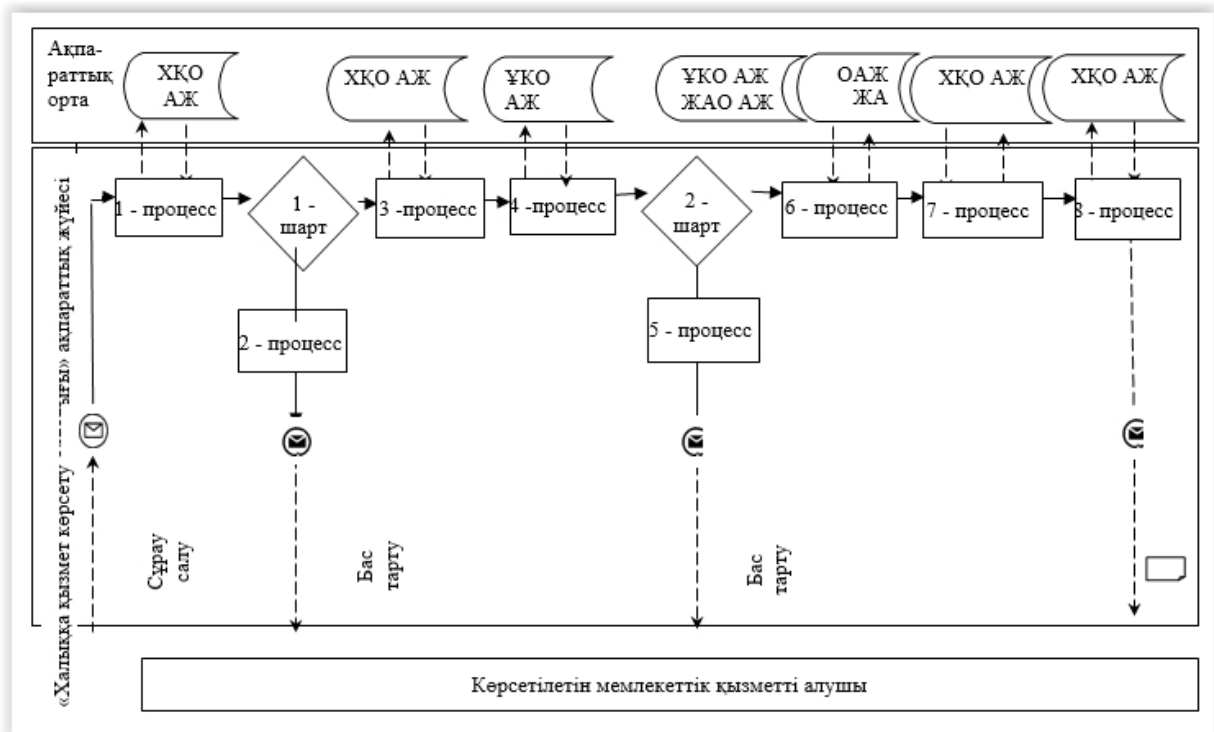 Ақпа-
раттық
орта
ХҚО
АЖ
ХҚО АЖ
ҰКО
АЖ
ҰКО АЖ
ЖАО АЖ
ОАЖ
ЖА
ХҚО АЖ
ХҚО АЖ
«Халыққа қызмет көрсету ығы» ақпараттық жүйесі
1 - процесс
1 -
шарт
3 -процесс
4 -процесс
2 -
шарт
6 - процесс
7 - процесс
8 - процесс
2 - процесс
5 - процесс
Сұрау
салу
Бас
тарту
Бас
тарту
Көрсетілетін мемлекеттік қызметті алушы